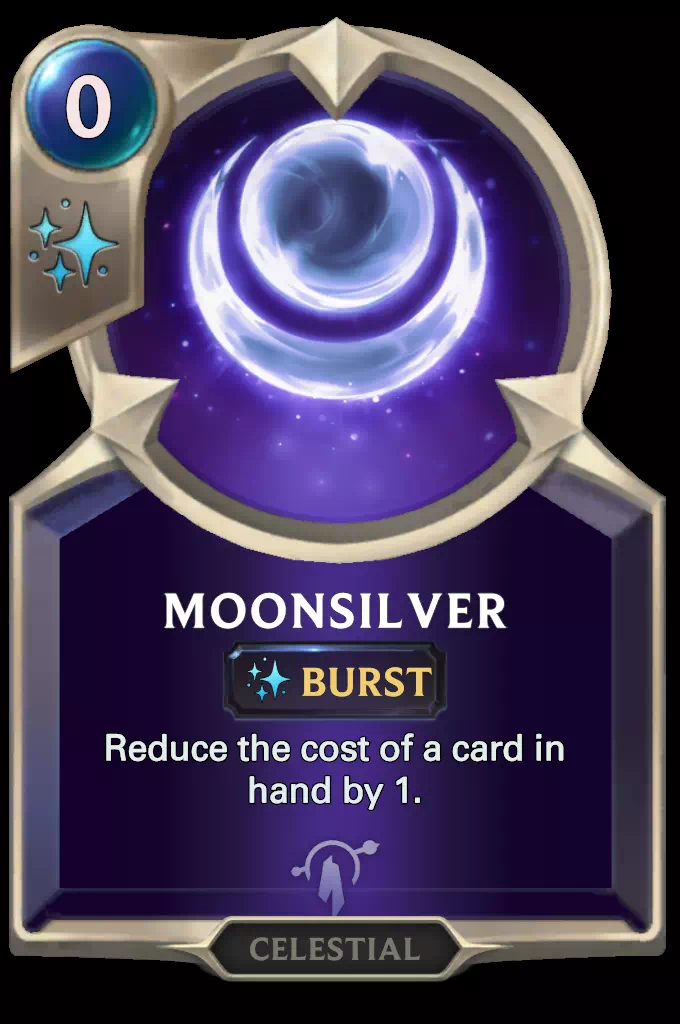 0
MOONSILVER
BURST
Reduce the cost of a card in
hand by 1.
CELESTIAL